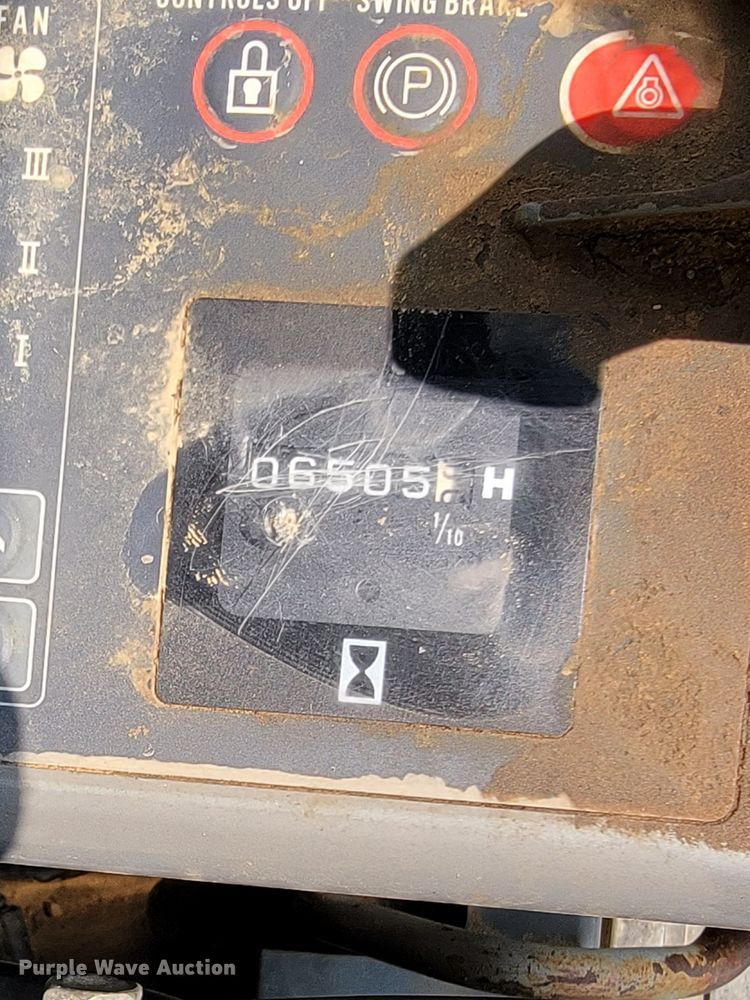 FAN
CONTROLS OFF
SWING BRAKE
P
III
II
I
06505 H
1/10
Purple Wave Auction